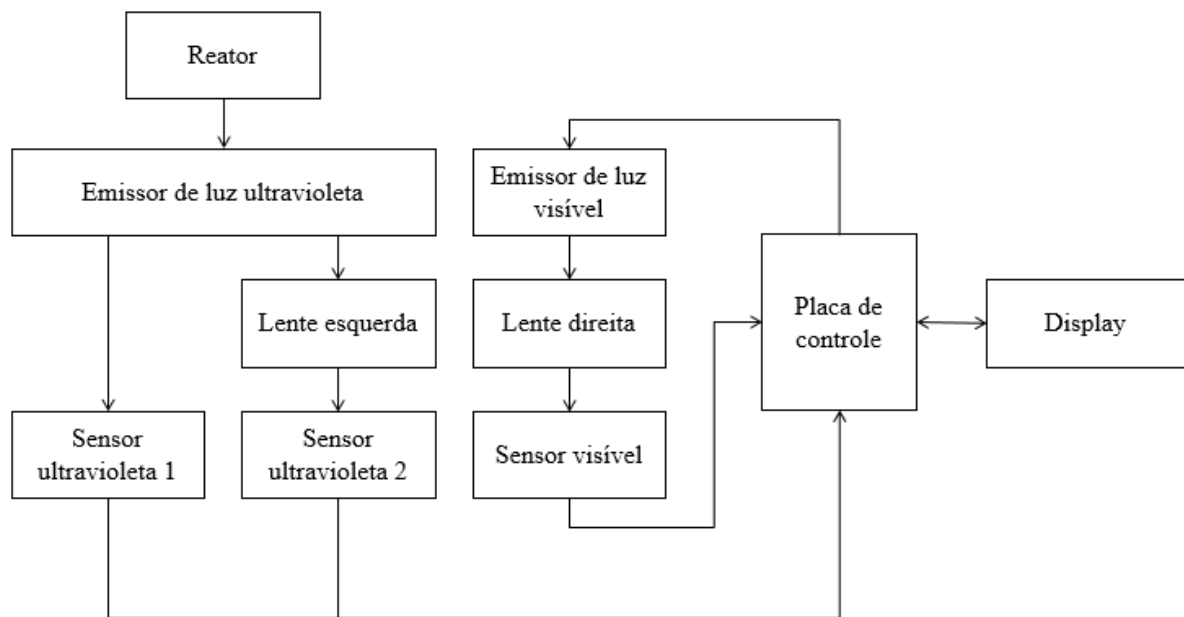 Reator
Emissor de luz ultravioleta
Emissor de luz
visível
Lente esquerda
Lente direita
Placa de
controle
Display
Sensor
ultravioleta 1
Sensor
ultravioleta 2
Sensor visível